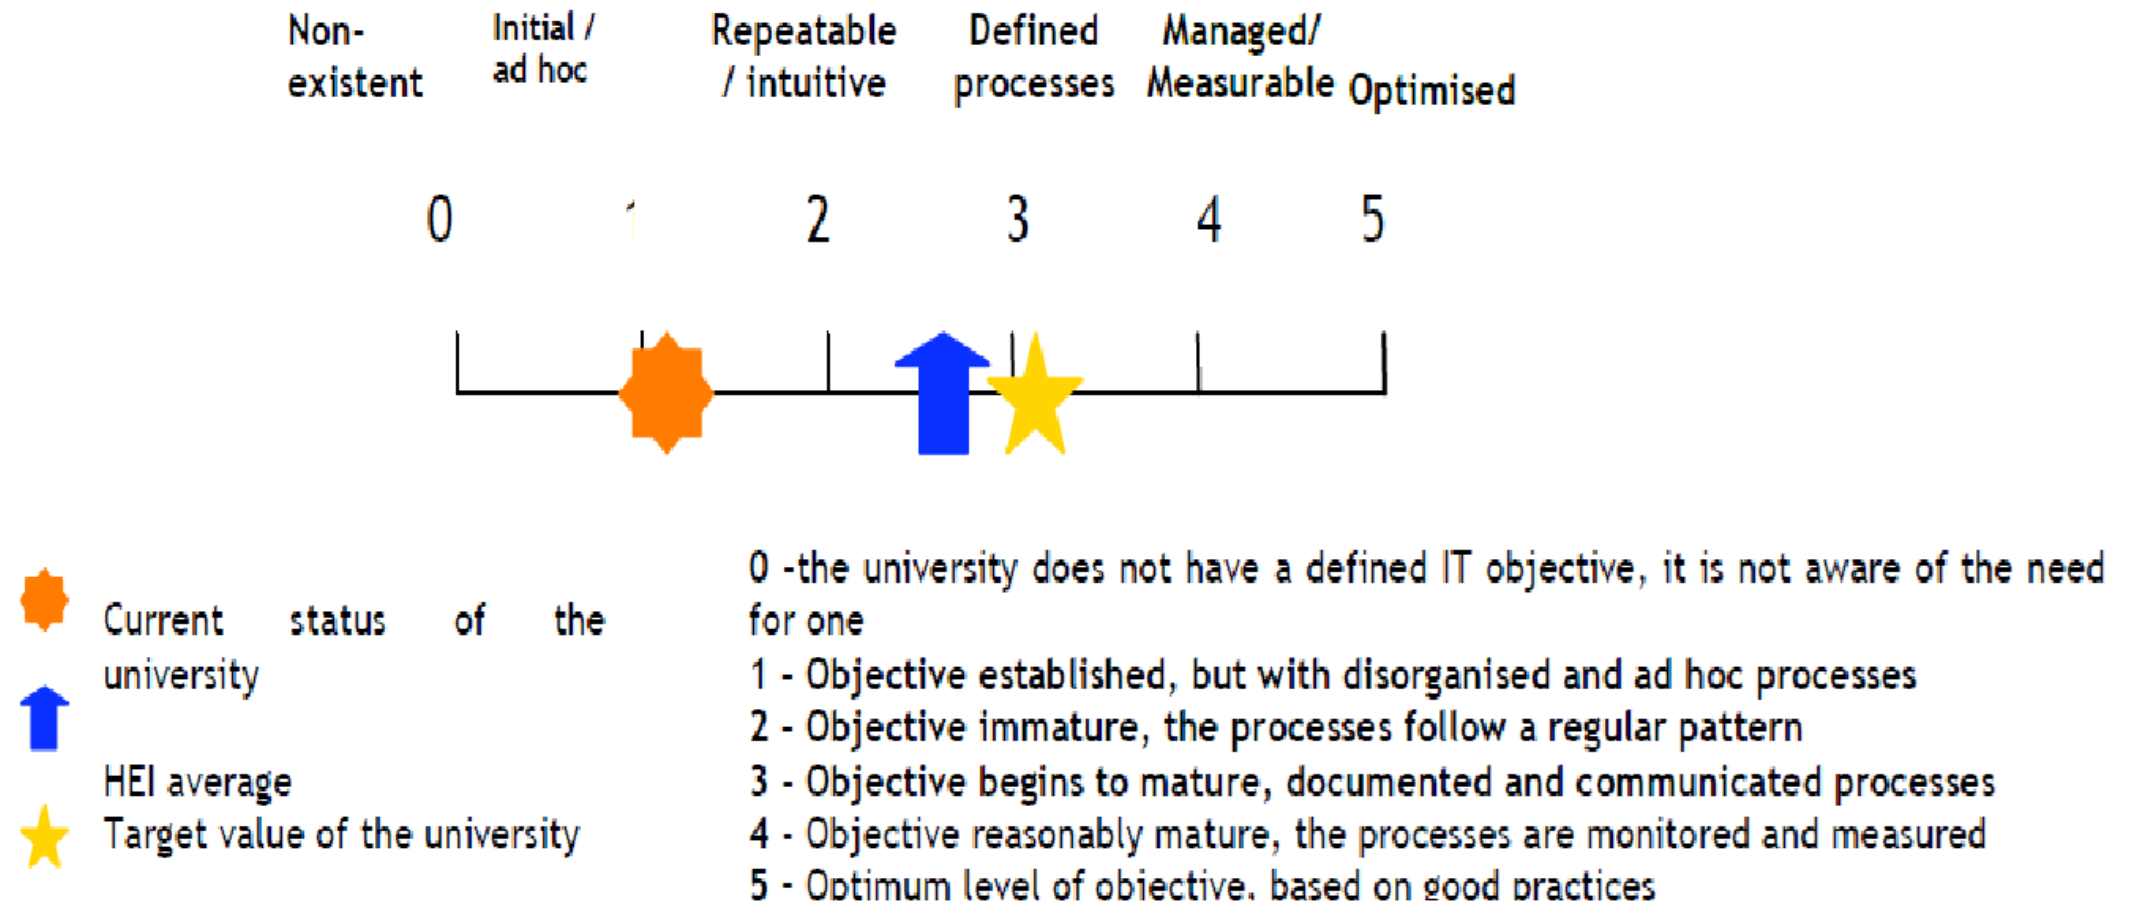 Non-
existent
Initial /
ad hoc
Repeatable
/ intuitive
Defined
processes
Managed/
Measurable
Optimised
0 1 2 3 4 5
Current status of the
university
HEI average
Target value of the university
0 -the university does not have a defined IT objective, it is not aware of the need
for one
1 - Objective established, but with disorganised and ad hoc processes
2 - Objective immature, the processes follow a regular pattern
3 - Objective begins to mature, documented and communicated processes
4 - Objective reasonably mature, the processes are monitored and measured
5 - Optimum level of objective, based on good practices